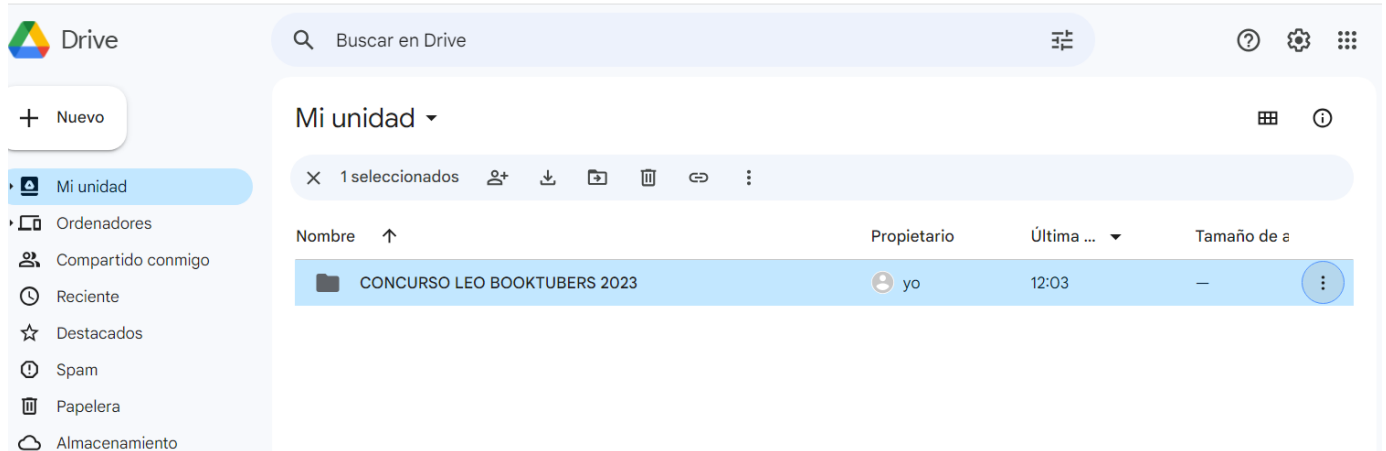 Drive
Buscar en Drive
Nuevo
Mi unidad
1 seleccionados
Mi unidad
Ordenadores
Compartido conmigo
Reciente
Destacados
Spam
Papelera
Almacenamiento
Nombre Propietario Última ... Tamaño de a
CONCURSO LEO BOOKTUBERS 2023 yo 12:03 —